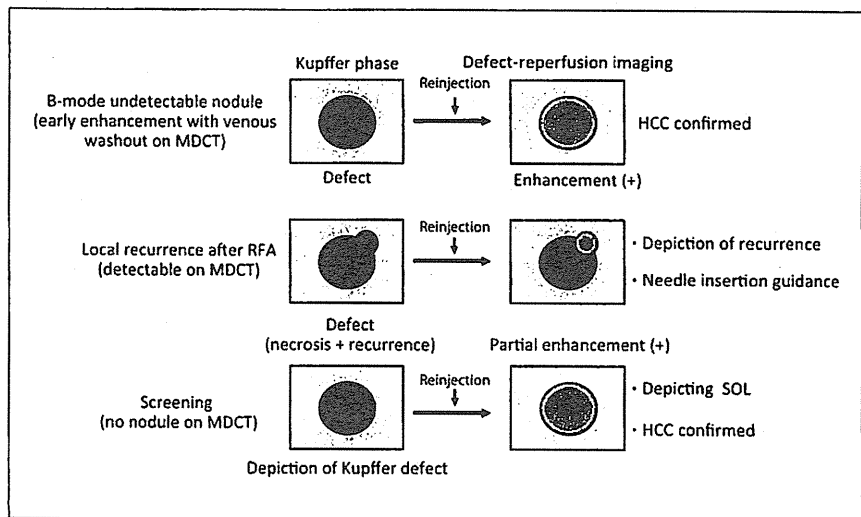 Kupffer phase
Defect-reperfusion imaging
B-mode undetectable nodule
(early enhancement with venous
washout on MDCT)
Reinjection
HCC confirmed
Defect
Enhancement (+)
Local recurrence after RFA
(detectable on MDCT)
Reinjection
· Depiction of recurrence
· Needle insertion guidance
Defect
(necrosis + recurrence)
Partial enhancement (+)
Screening
(no nodule on MDCT)
Reinjection
· Depicting SOL
· HCC confirmed
Depiction of Kupffer defect